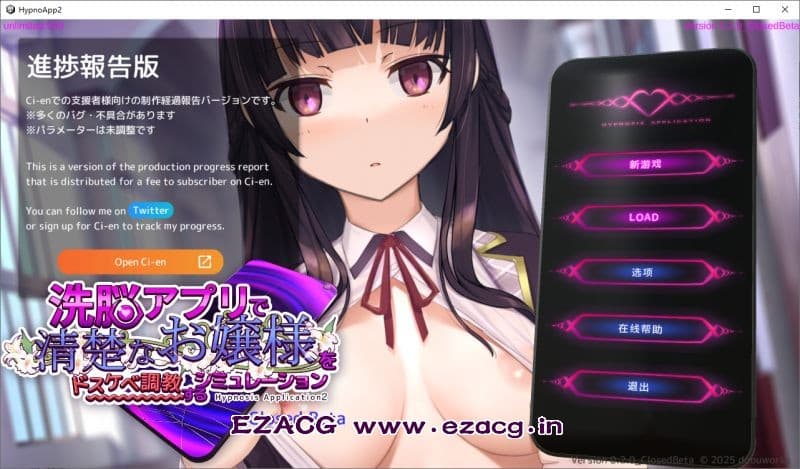 HypnoApp2
進捗報告版
Ci-enでの支援者様向けの制作経過報告バージョンです。
※多くのバグ・不具合があります
※パラメーターは未調整です
This is a version of the production progress report
that is distributed for a fee to subscriber on Ci-en.
You can follow me on Twitter
or sign up for Ci-en to track my progress.
Open Ci-en
洗脳アプリで
清楚なお嬢様を
ドスケベ調教するシミュレーション
Hypnosis Application2
HYPNOTIC APPLICATION
新游戏
LOAD
选项
在线帮助
退出
EZACG www.ezacg.in
Version 0.2.0_ClosedBeta © 2025 dobuworks